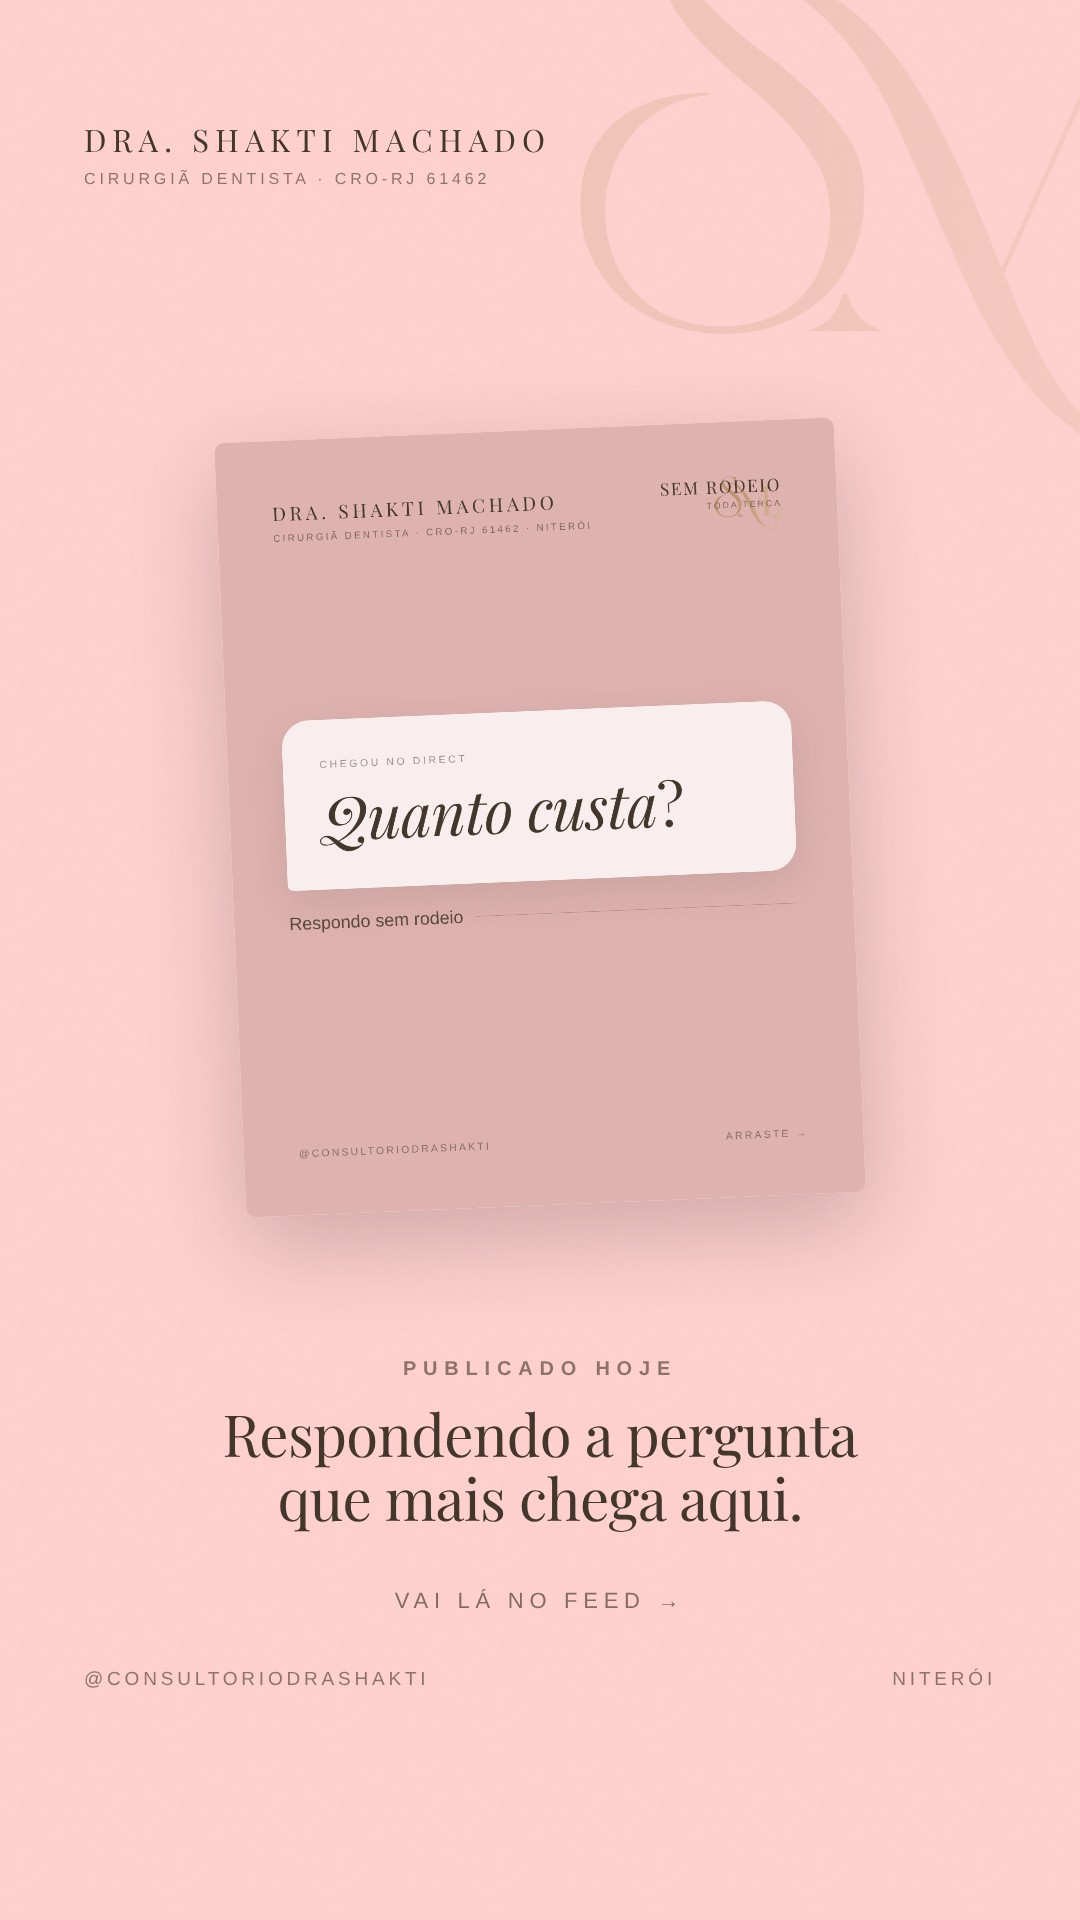 DRA. SHAKTI MACHADO
CIRURGIÃ DENTISTA · CRO-RJ 61462
DRA. SHAKTI MACHADO
CIRURGIÃ DENTISTA · CRO-RJ 61462 · NITERÓI
SEM RODEIO
TODA TERÇA
CHEGOU NO DIRECT
Quanto custa?
Respondo sem rodeio
@CONSULTORIODRASHAKTI
ARRASTE →
PUBLICADO HOJE
Respondendo a pergunta
que mais chega aqui.
VAI LÁ NO FEED →
@CONSULTORIODRASHAKTI
NITERÓI